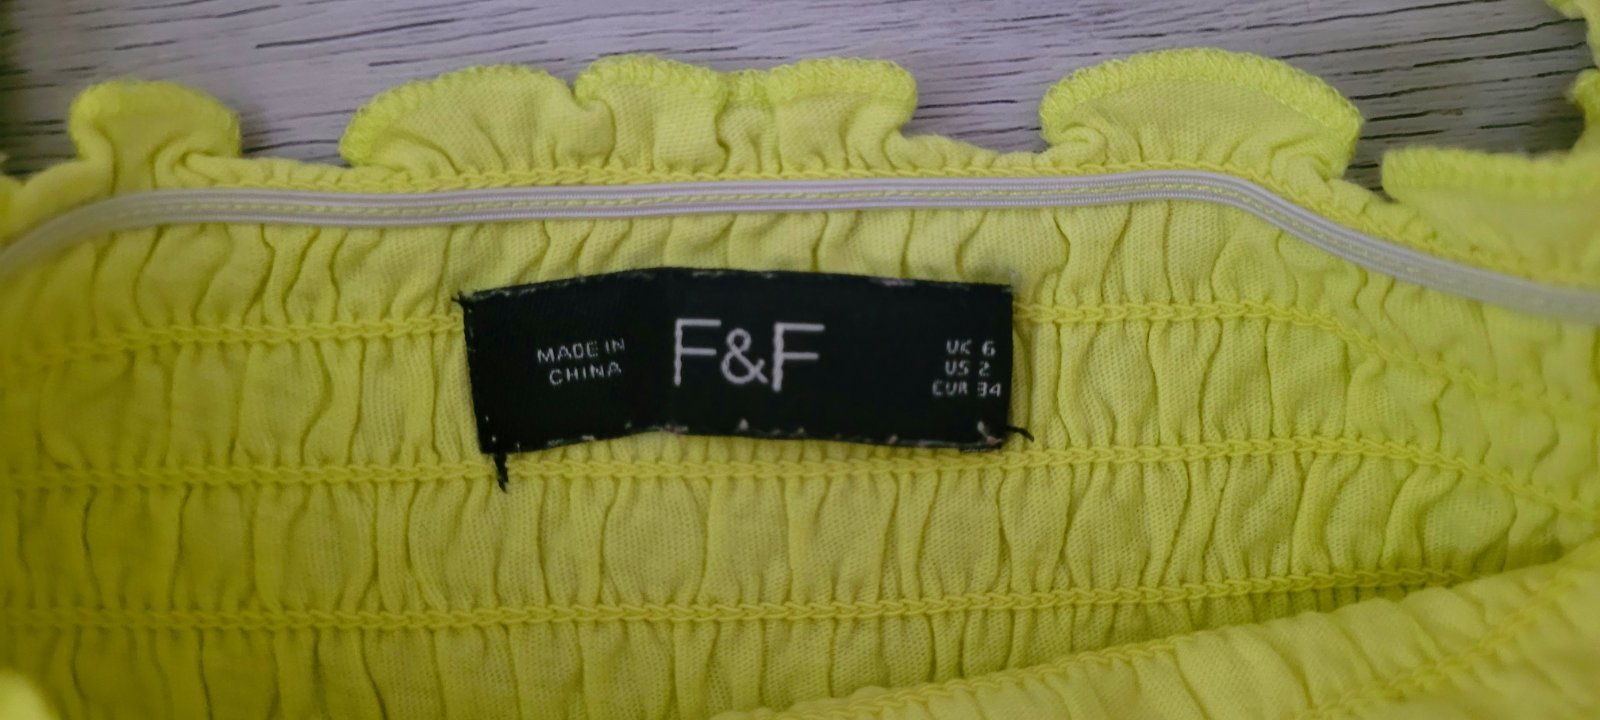 MADE IN
CHINA
F&F
UK 6
US 2
EUR 34